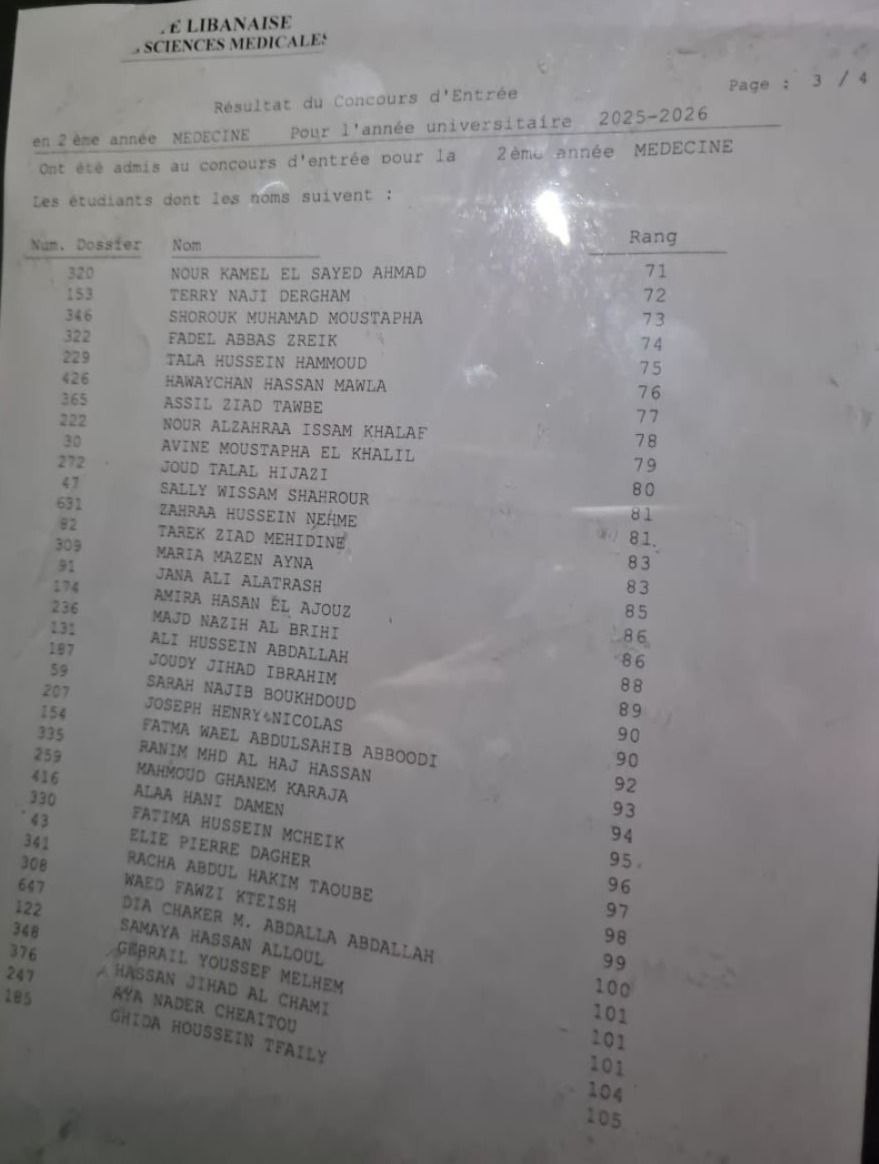 É LIBANAISE
SCIENCES MEDICALES
Page : 3 / 4
Résultat du Concours d'Entrée
en 2 ème année MEDECINE Pour l'année universitaire 2025-2026
Ont été admis au concours d'entrée pour la 2ème année MEDECINE
Les étudiants dont les noms suivent :
Num. Dossier Nom Rang
320 NOUR KAMEL EL SAYED AHMAD 71
153 TERRY NAJI DERGHAM 72
346 SHOROUK MUHAMAD MOUSTAPHA 73
322 FADEL ABBAS ZREIK 74
229 TALA HUSSEIN HAMMOUD 75
426 HAWAYCHAN HASSAN MAWLA 76
365 ASSIL ZIAD TAWBE 77
222 NOUR ALZAHRAA ISSAM KHALAF 78
30 AVINE MOUSTAPHA EL KHALIL 79
272 JOUD TALAL HIJAZI 80
47 SALLY WISSAM SHAHROUR 81
631 ZAHRAA HUSSEIN NEHME 81
82 TAREK ZIAD MEHIDINE 83
309 MARIA MAZEN AYNA 83
91 JANA ALI ALATRASH 85
174 AMIRA HASAN EL AJOUZ 86
236 MAJD NAZIH AL BRIHI 86
131 ALI HUSSEIN ABDALLAH 88
187 JOUDY JIHAD IBRAHIM 89
59 SARAH NAJIB BOUKHDOUD 90
207 JOSEPH HENRY NICOLAS 90
154 FATMA WAEL ABDULSAHIB ABBOODI 92
335 RANIM MHD AL HAJ HASSAN 93
259 MAHMOUD GHANEM KARAJA 94
416 ALAA HANI DAMEN 95
330 FATIMA HUSSEIN MCHEIK 96
43 ELIE PIERRE DAGHER 97
341 RACHA ABDUL HAKIM TAOUBE 98
308 WAED FAWZI KTEISH 99
647 DIA CHAKER M. ABDALLA ABDALLAH 100
122 SAMAYA HASSAN ALLOUL 101
348 GEBRAIL YOUSSEF MELHEM 101
376 HASSAN JIHAD AL CHAMI 101
247 AYA NADER CHEAITOU 104
185 GHIDA HOUSSEIN TFAILY 105